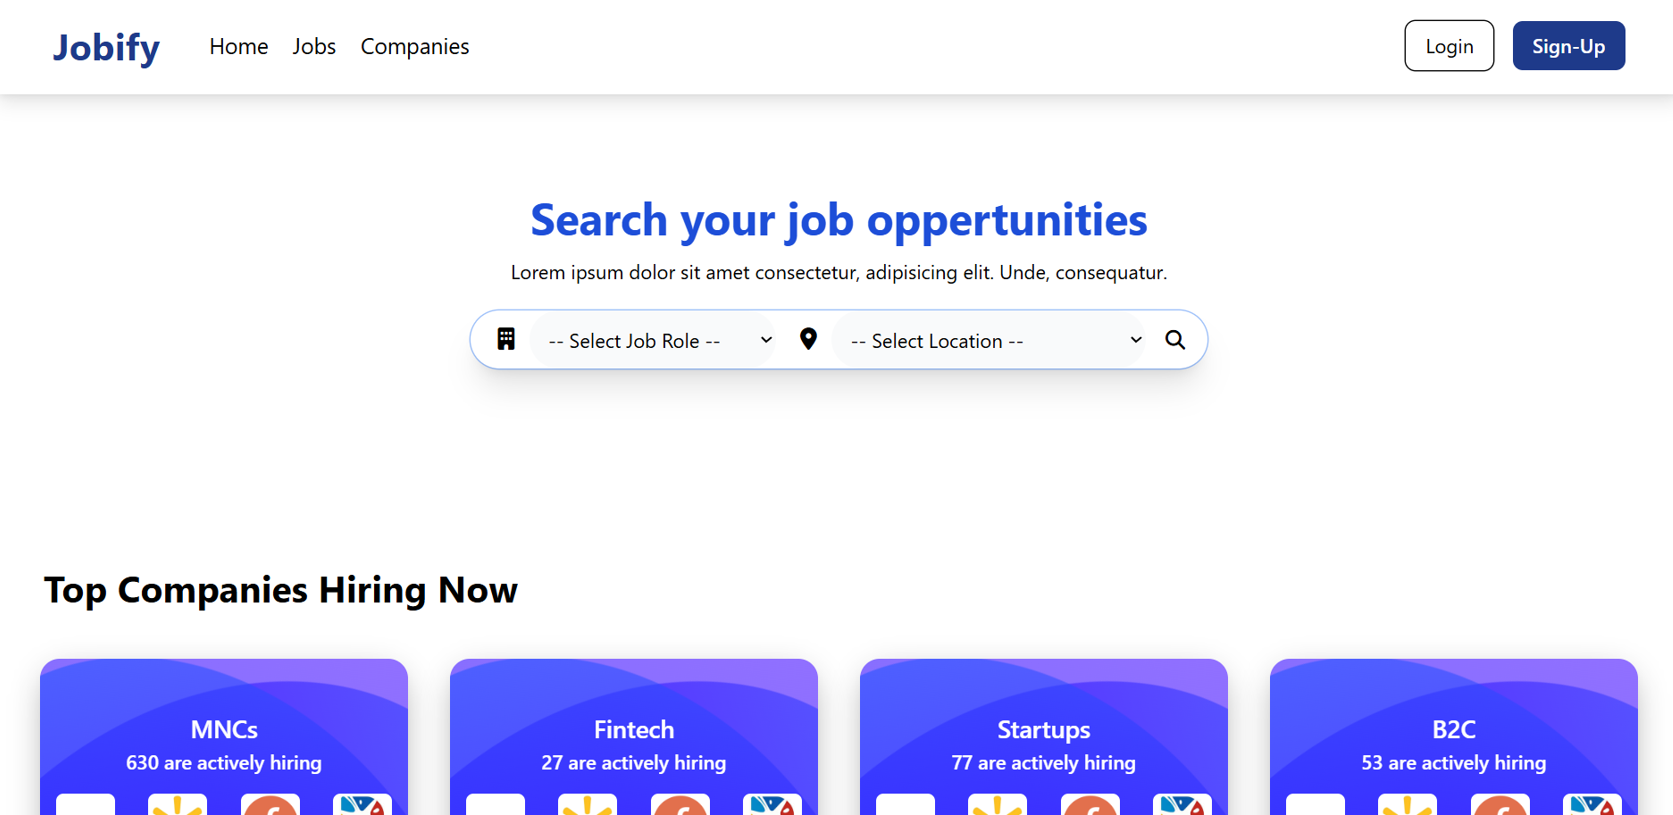 Jobify Home Jobs Companies Login Sign-Up
Search your job oppertunities
Lorem ipsum dolor sit amet consectetur, adipisicing elit. Unde, consequatur.
-- Select Job Role -- -- Select Location --
Top Companies Hiring Now
MNCs
630 are actively hiring
Fintech
27 are actively hiring
Startups
77 are actively hiring
B2C
53 are actively hiring